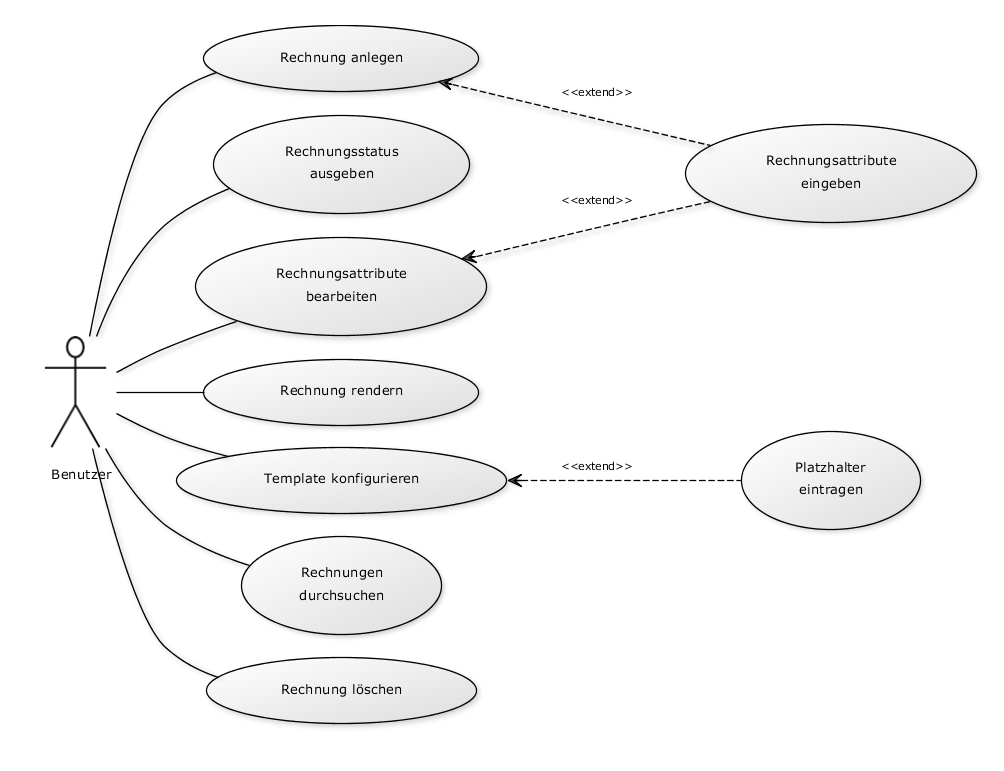 Rechnung anlegen
<<extend>>
Rechnungsstatus
ausgeben
Rechnungsattribute
eingeben
<<extend>>
Rechnungsattribute
bearbeiten
Rechnung rendern
Benutzer
Template konfigurieren
<<extend>>
Platzhalter
eintragen
Rechnungen
durchsuchen
Rechnung löschen